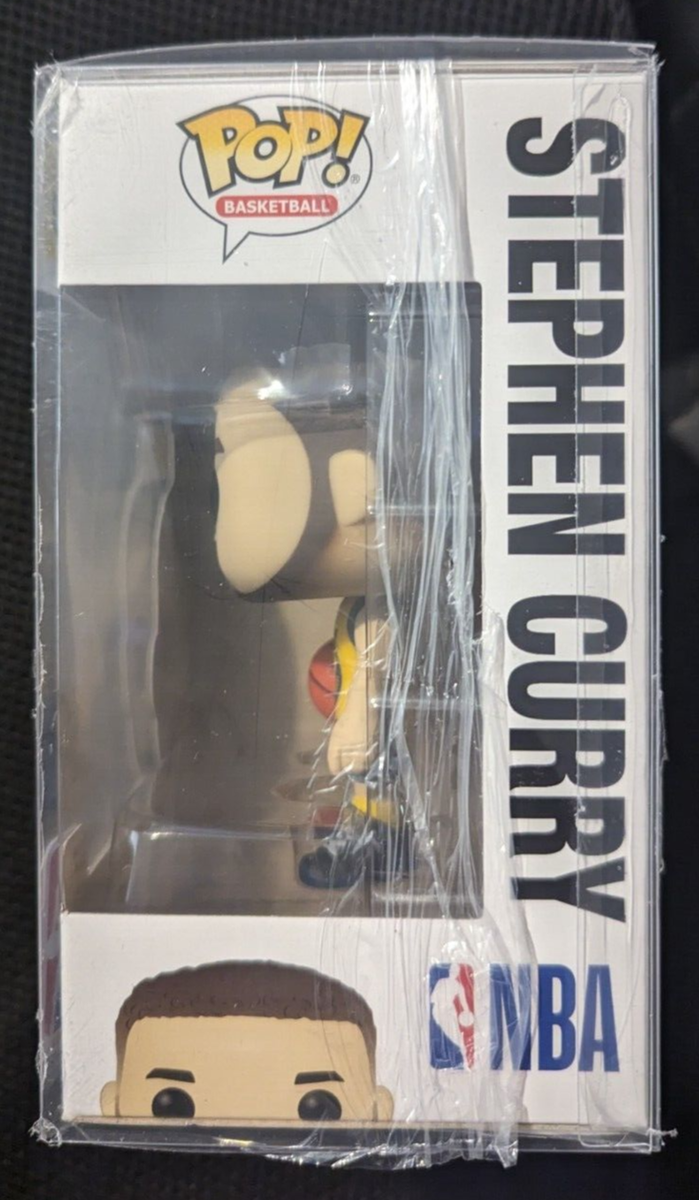 POP!®
BASKETBALL
STEPHEN CURRY
NBA